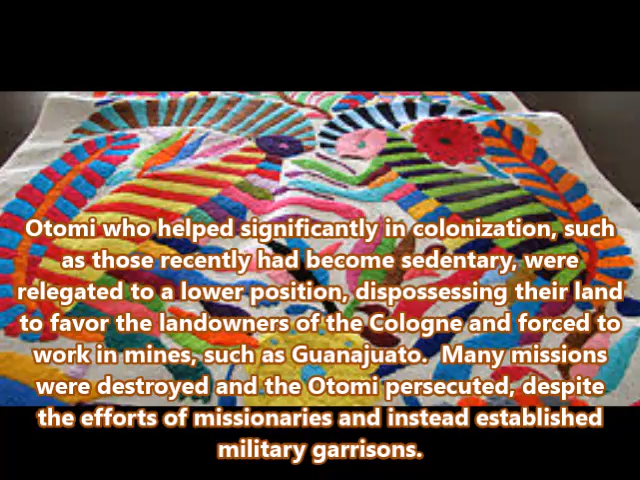 Otomi who helped significantly in colonization, such
as those recently had become sedentary, were
relegated to a lower position, dispossessing their land
to favor the landowners of the Cologne and forced to
work in mines, such as Guanajuato.  Many missions
were destroyed and the Otomi persecuted, despite
the efforts of missionaries and instead established
military garrisons.